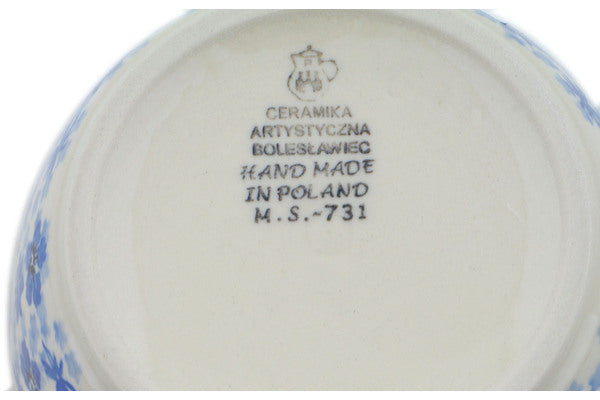 CERAMIKA
ARTYSTYCZNA
BOLESŁAWIEC
HAND MADE
IN POLAND
M.S.-731